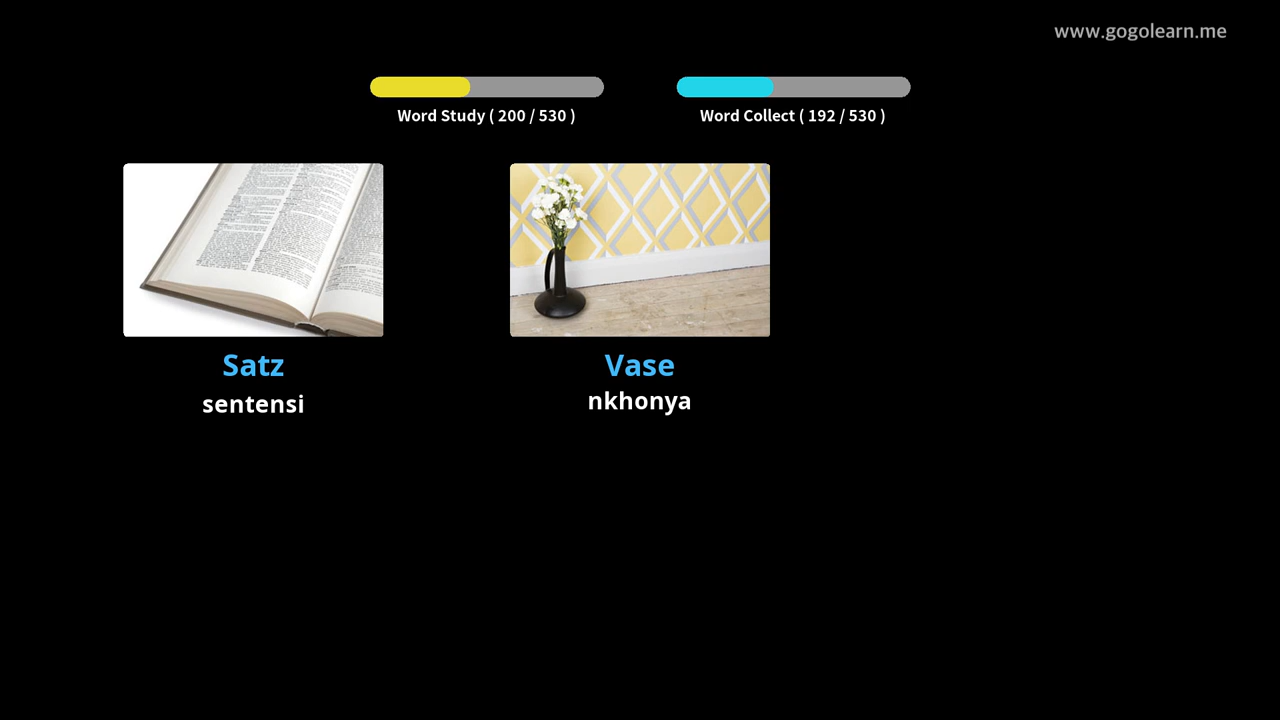 www.gogolearn.me
Word Study ( 200 / 530 )
Word Collect ( 192 / 530 )
Satz
sentensi
Vase
nkhonya